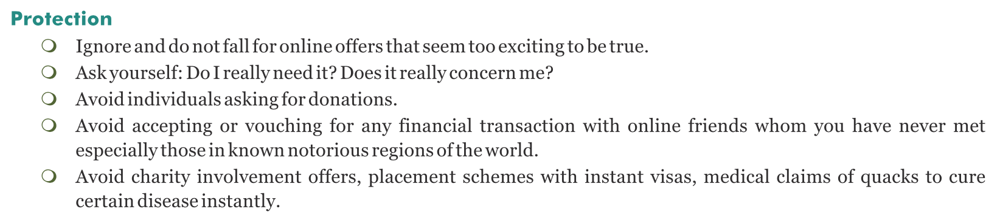 Protection
Ignore and do not fall for online offers that seem too exciting to be true.
Ask yourself: Do I really need it? Does it really concern me?
Avoid individuals asking for donations.
Avoid accepting or vouching for any financial transaction with online friends whom you have never met
especially those in known notorious regions of the world.
Avoid charity involvement offers, placement schemes with instant visas, medical claims of quacks to cure
certain disease instantly.